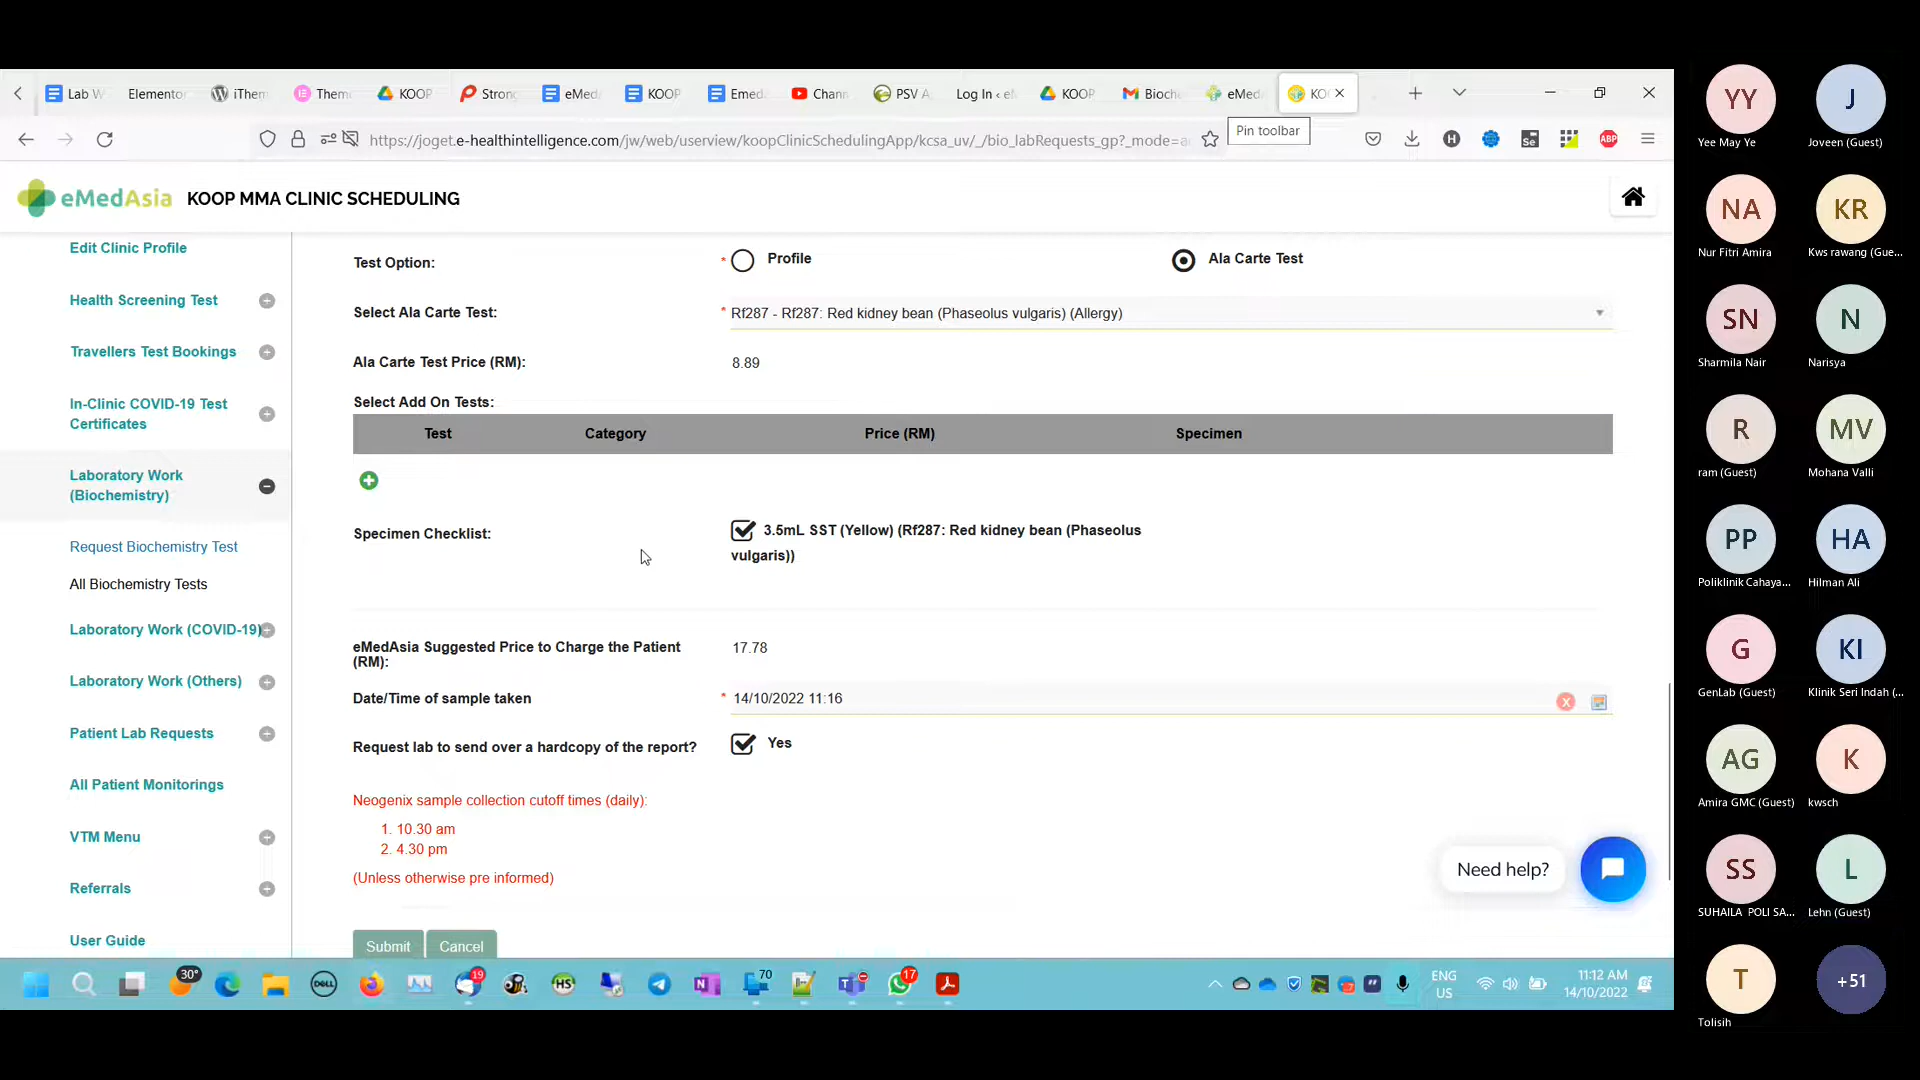 Lab W
Elementor
iThem
Theme
KOOP
Strong
eMed
KOOP
Emed
Chann
PSV A
Log In ‹ eM
KOOP
Bioch
eMed
KO
https://joget.e-healthintelligence.com/jw/web/userview/koopClinicSchedulingApp/kcsa_uv/_/bio_labRequests_gp?_mode=a
Pin toolbar
H
Se
ABP
eMedAsia
KOOP MMA CLINIC SCHEDULING
Edit Clinic Profile
Health Screening Test
Travellers Test Bookings
In-Clinic COVID-19 Test
Certificates
Laboratory Work
(Biochemistry)
Request Biochemistry Test
All Biochemistry Tests
Laboratory Work (COVID-19)
Laboratory Work (Others)
Patient Lab Requests
All Patient Monitorings
VTM Menu
Referrals
User Guide
Test Option:
* Profile
Ala Carte Test
Select Ala Carte Test:
* Rf287 - Rf287: Red kidney bean (Phaseolus vulgaris) (Allergy)
Ala Carte Test Price (RM):
8.89
Select Add On Tests:
Test Category Price (RM) Specimen
Specimen Checklist:
3.5mL SST (Yellow) (Rf287: Red kidney bean (Phaseolus
vulgaris))
eMedAsia Suggested Price to Charge the Patient
(RM):
17.78
Date/Time of sample taken
* 14/10/2022 11:16
Request lab to send over a hardcopy of the report?
Yes
Neogenix sample collection cutoff times (daily):
1. 10.30 am
2. 4.30 pm
(Unless otherwise pre informed)
Submit
Cancel
Need help?
30°
DELL
19
HS
N
70
17
ENG
US
11:12 AM
14/10/2022
YY
Yee May Ye
J
Joveen (Guest)
NA
Nur Fitri Amira
KR
Kws rawang (Gue...
SN
Sharmila Nair
N
Narisya
R
ram (Guest)
MV
Mohana Valli
PP
Poliklinik Cahaya...
HA
Hilman Ali
G
GenLab (Guest)
KI
Klinik Seri Indah (...
AG
Amira GMC (Guest)
K
kwsch
SS
SUHAILA POLI SA...
L
Lehn (Guest)
T
Tolisih
+51